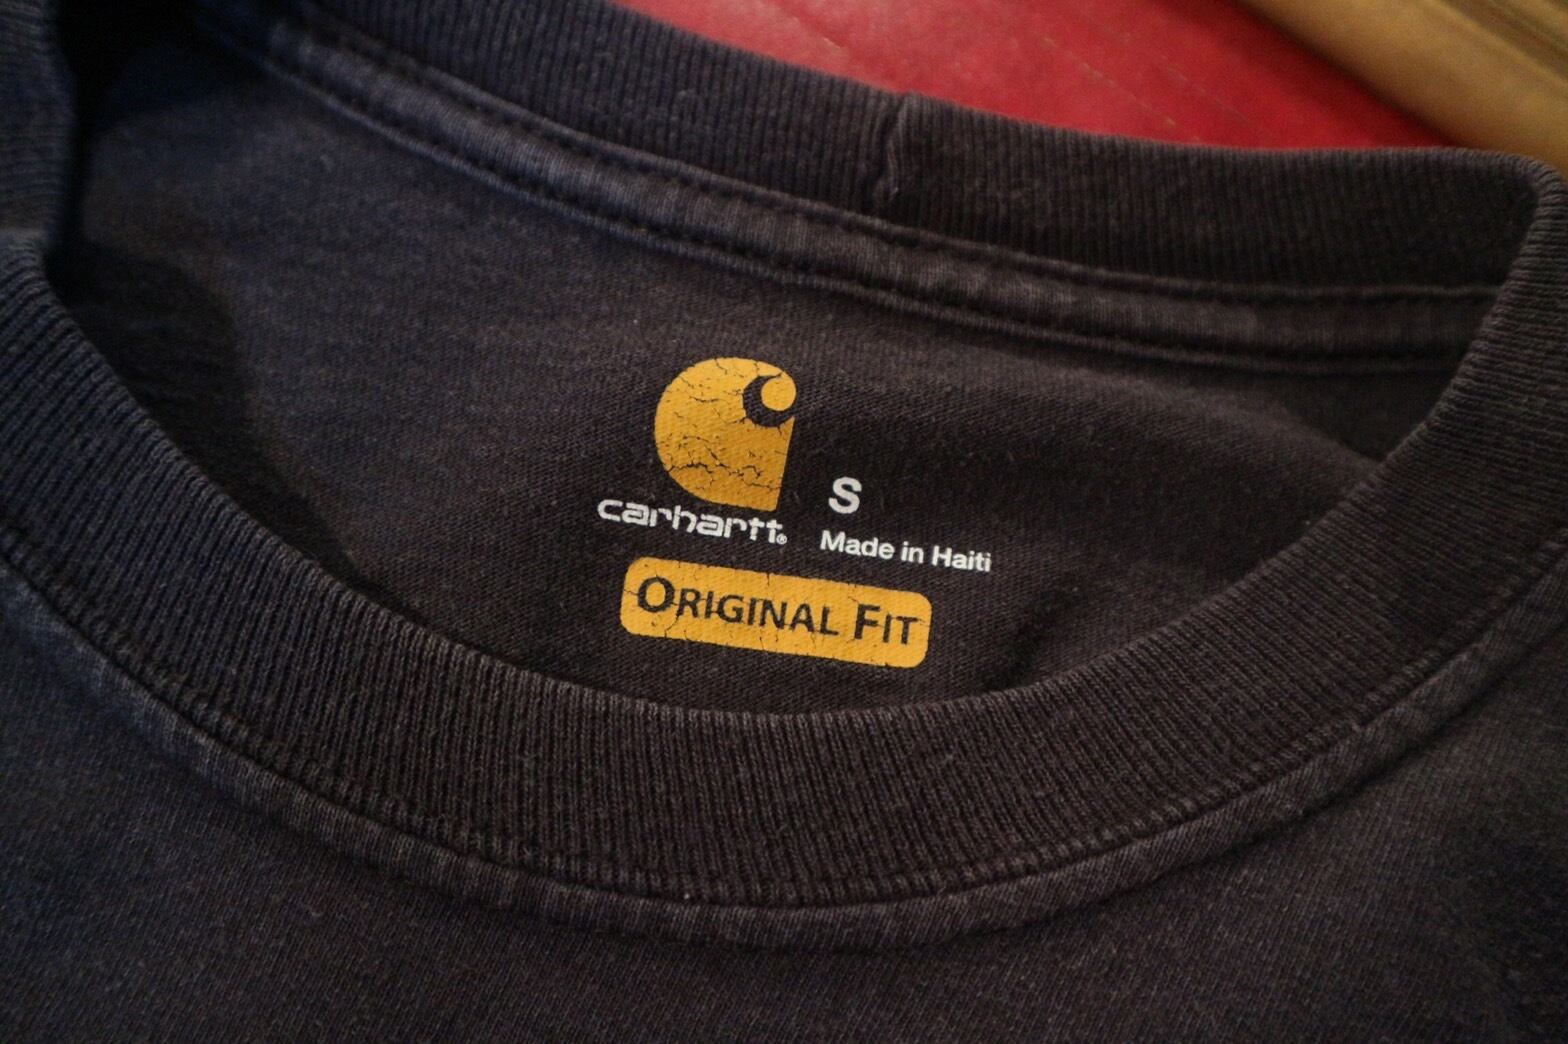 S
carhartt®
Made in Haiti
ORIGINAL FIT